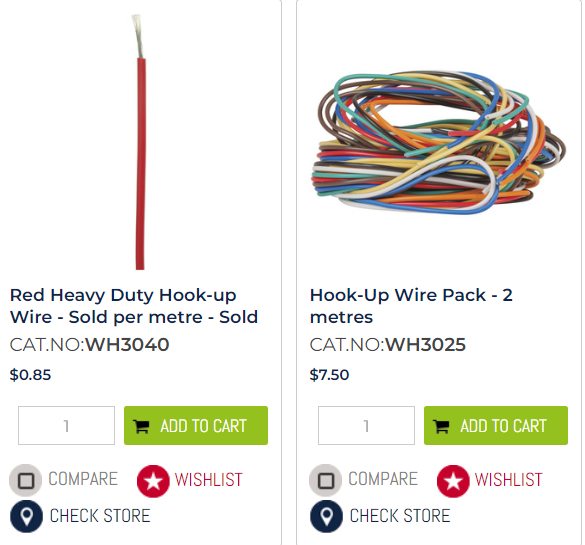 Red Heavy Duty Hook-up
Wire - Sold per metre - Sold
CAT.NO:WH3040
$0.85
1
ADD TO CART
COMPARE
WISHLIST
CHECK STORE
Hook-Up Wire Pack - 2
metres
CAT.NO:WH3025
$7.50
1
ADD TO CART
COMPARE
WISHLIST
CHECK STORE